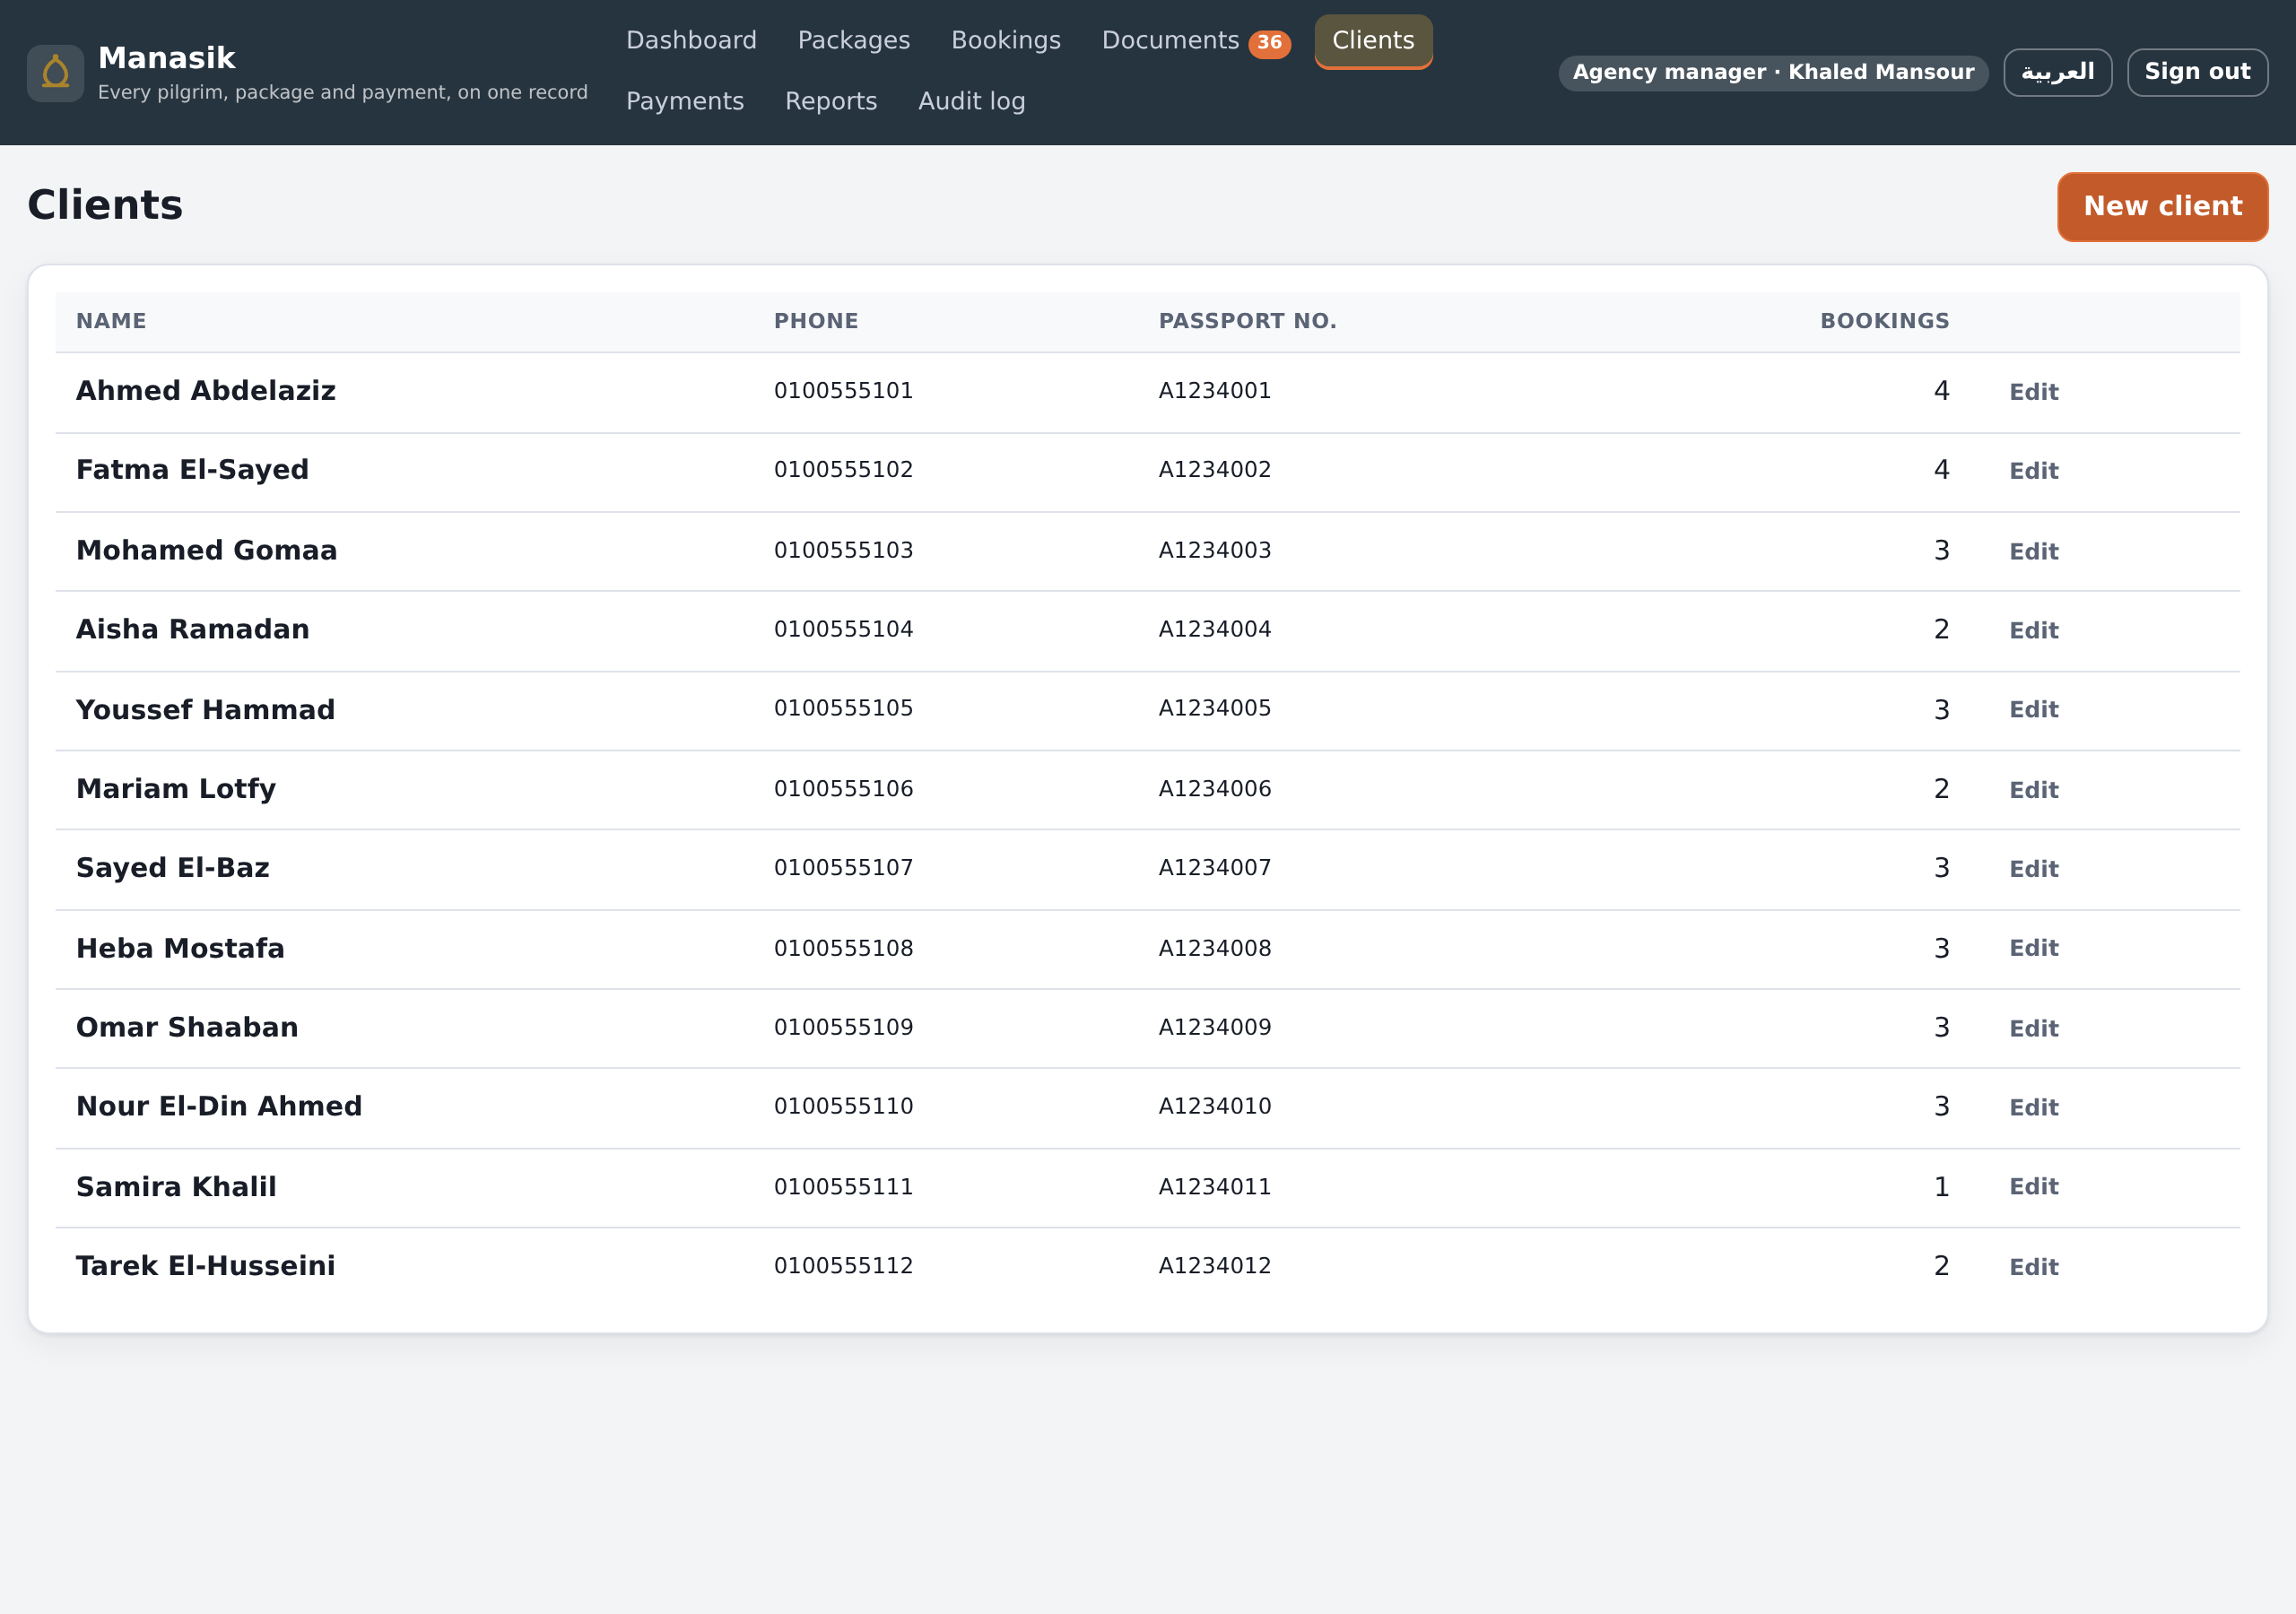 Manasik
Every pilgrim, package and payment, on one record
Dashboard Packages Bookings Documents 36 Clients
Payments Reports Audit log
Agency manager · Khaled Mansour العربية Sign out
Clients
New client
NAME PHONE PASSPORT NO. BOOKINGS
Ahmed Abdelaziz 0100555101 A1234001 4 Edit
Fatma El-Sayed 0100555102 A1234002 4 Edit
Mohamed Gomaa 0100555103 A1234003 3 Edit
Aisha Ramadan 0100555104 A1234004 2 Edit
Youssef Hammad 0100555105 A1234005 3 Edit
Mariam Lotfy 0100555106 A1234006 2 Edit
Sayed El-Baz 0100555107 A1234007 3 Edit
Heba Mostafa 0100555108 A1234008 3 Edit
Omar Shaaban 0100555109 A1234009 3 Edit
Nour El-Din Ahmed 0100555110 A1234010 3 Edit
Samira Khalil 0100555111 A1234011 1 Edit
Tarek El-Husseini 0100555112 A1234012 2 Edit